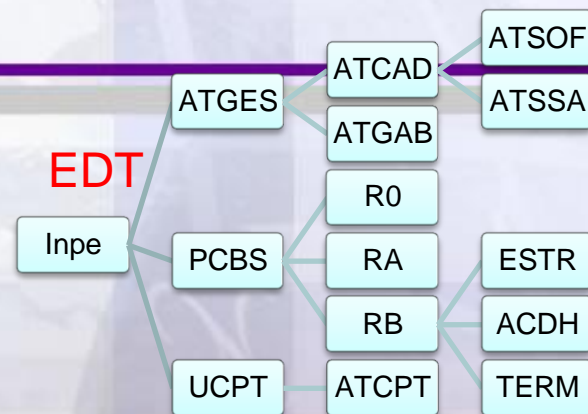 ATSOF
ATCAD
ATGES
ATSSA
ATGAB
EDT
R0
Inpe
PCBS
RA
ESTR
RB
ACDH
UCPT
ATCPT
TERM